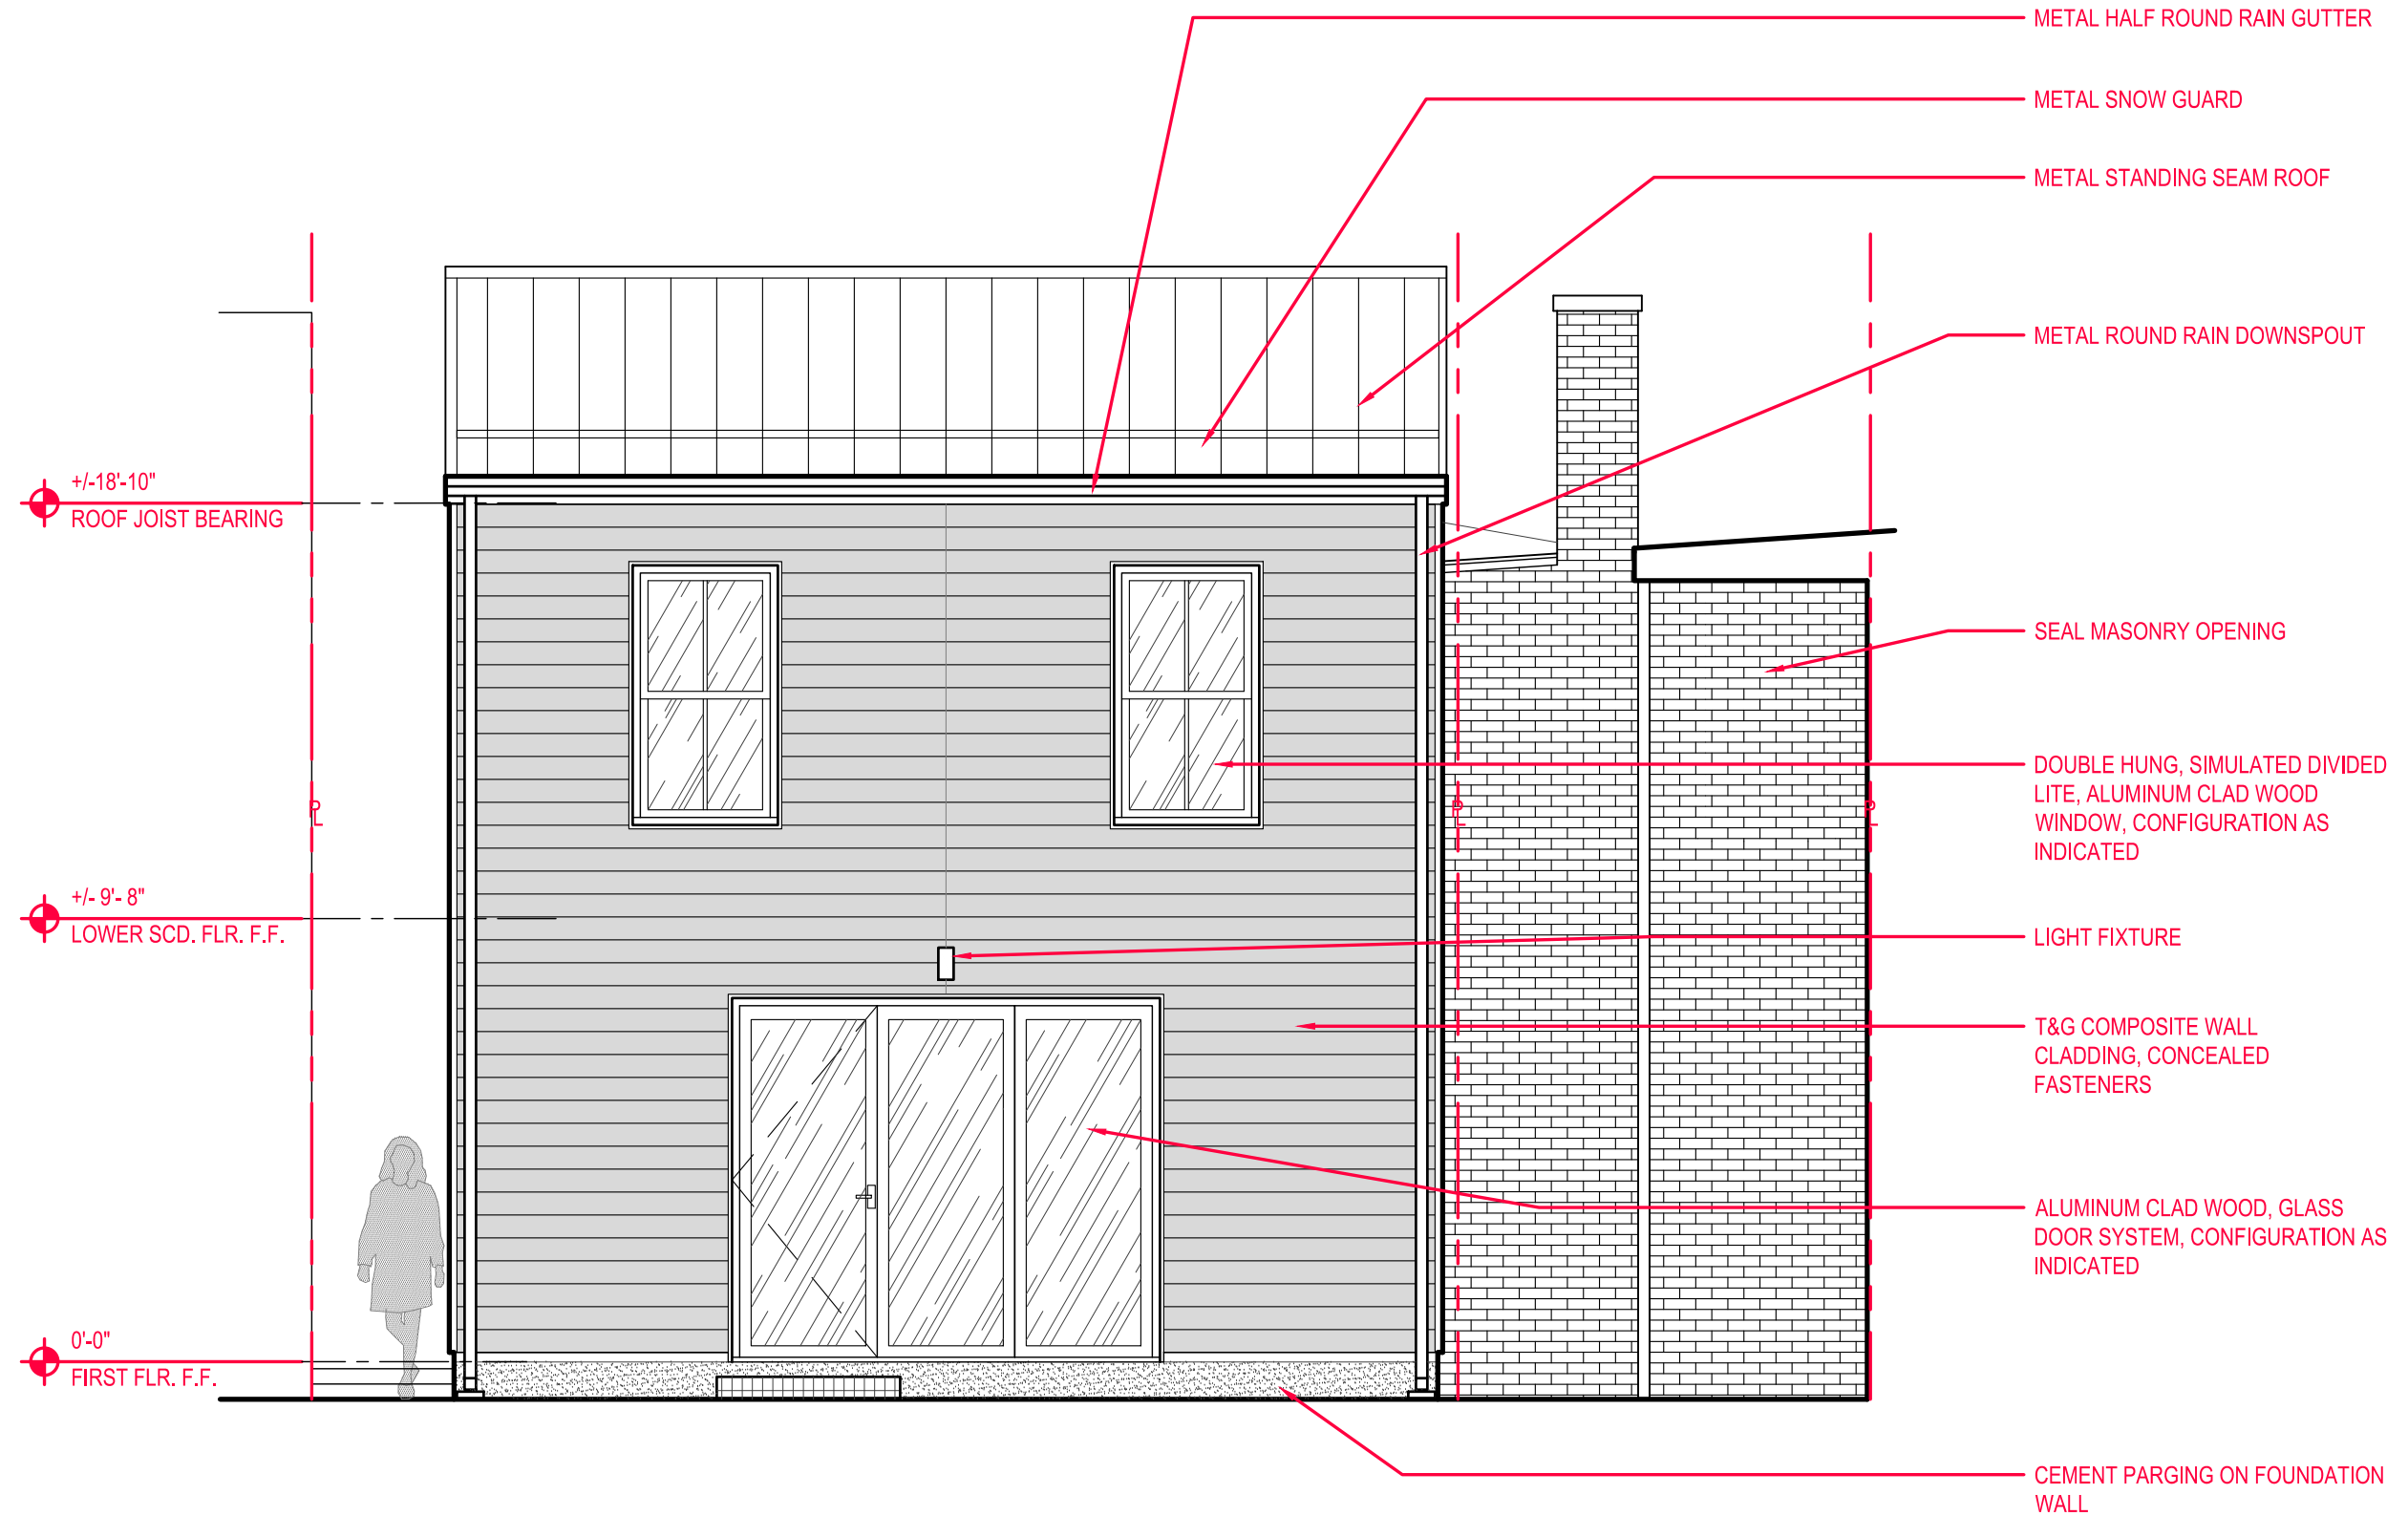 METAL HALF ROUND RAIN GUTTER
METAL SNOW GUARD
METAL STANDING SEAM ROOF
METAL ROUND RAIN DOWNSPOUT
+/-18'-10"
ROOF JOIST BEARING
SEAL MASONRY OPENING
DOUBLE HUNG, SIMULATED DIVIDED
LITE, ALUMINUM CLAD WOOD
WINDOW, CONFIGURATION AS
INDICATED
PL
PL
PL
+/- 9'- 8"
LOWER SCD. FLR. F.F.
LIGHT FIXTURE
T&G COMPOSITE WALL
CLADDING, CONCEALED
FASTENERS
ALUMINUM CLAD WOOD, GLASS
DOOR SYSTEM, CONFIGURATION AS
INDICATED
0'-0"
FIRST FLR. F.F.
CEMENT PARGING ON FOUNDATION
WALL